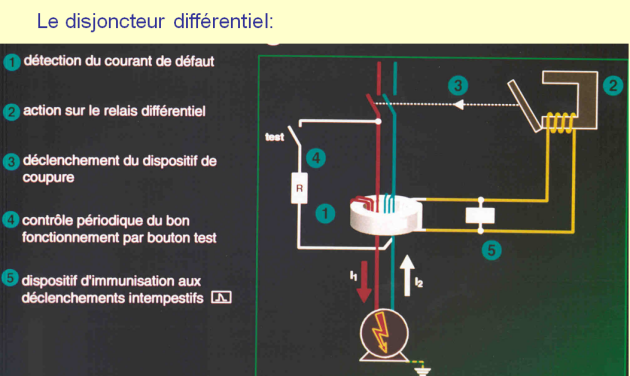 Le disjoncteur différentiel:
1 détection du courant de défaut
2 action sur le relais différentiel
3 déclenchement du dispositif de
coupure
4 contrôle périodique du bon
fonctionnement par bouton test
5 dispositif d'immunisation aux
déclenchements intempestifs
3
2
test
4
R
1
5
I1
I2